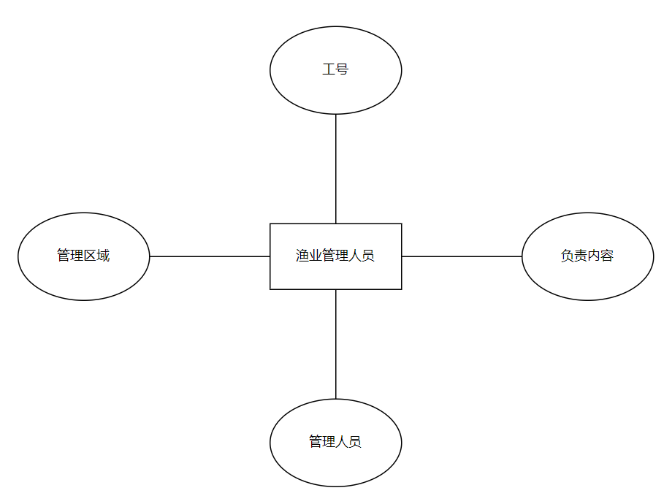 工号
管理区域
渔业管理人员
负责内容
管理人员